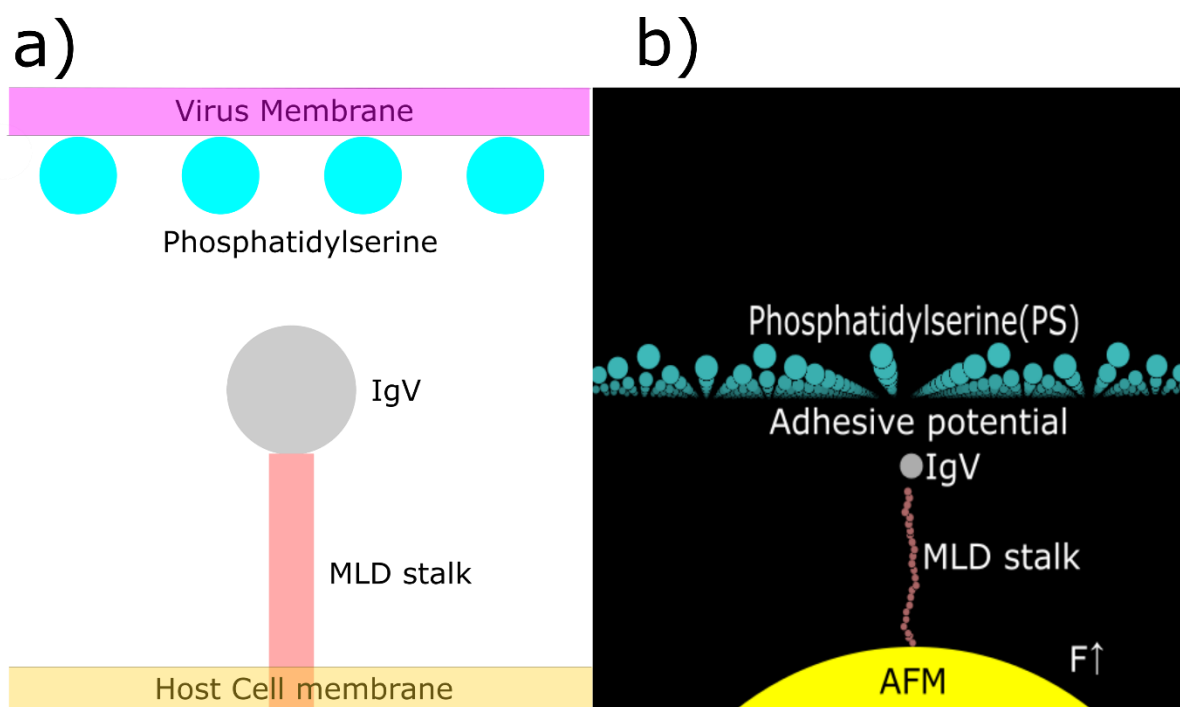 a)
Virus Membrane
Phosphatidylserine
IgV
MLD stalk
Host Cell membrane
b)
Phosphatidylserine(PS)
Adhesive potential
IgV
MLD stalk
F↑
AFM